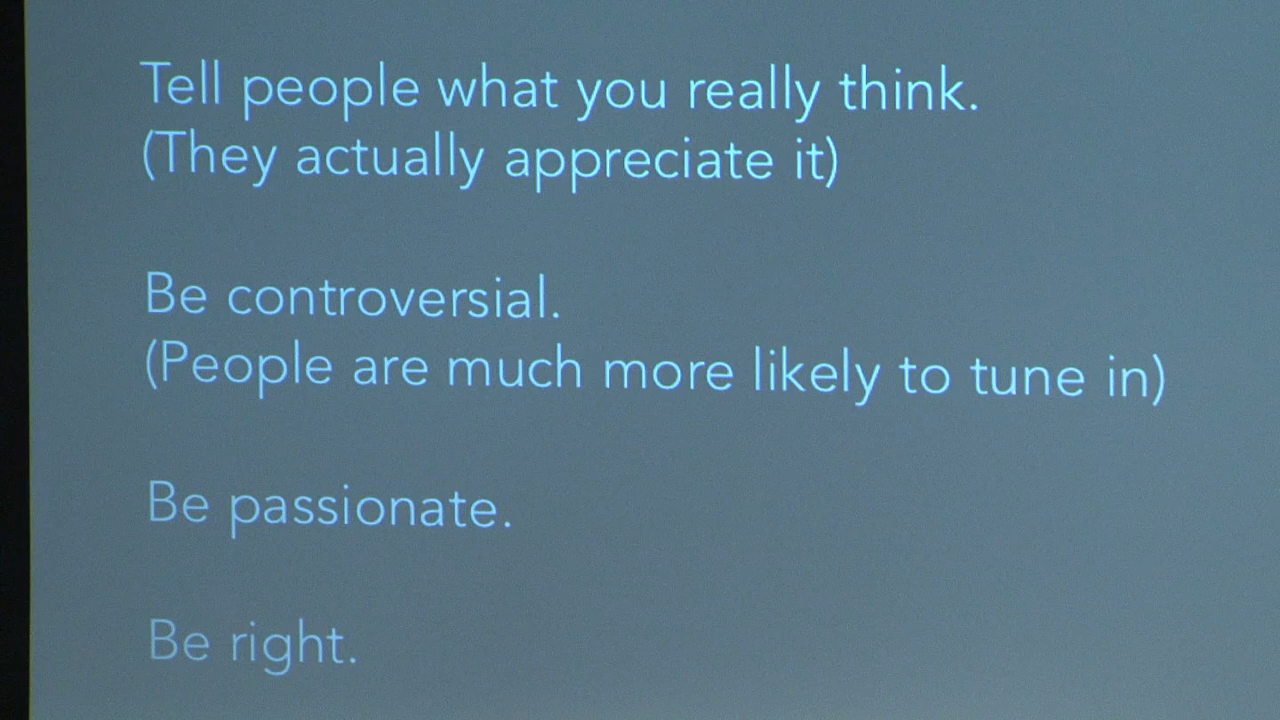 Tell people what you really think.
(They actually appreciate it)
Be controversial.
(People are much more likely to tune in)
Be passionate.
Be right.